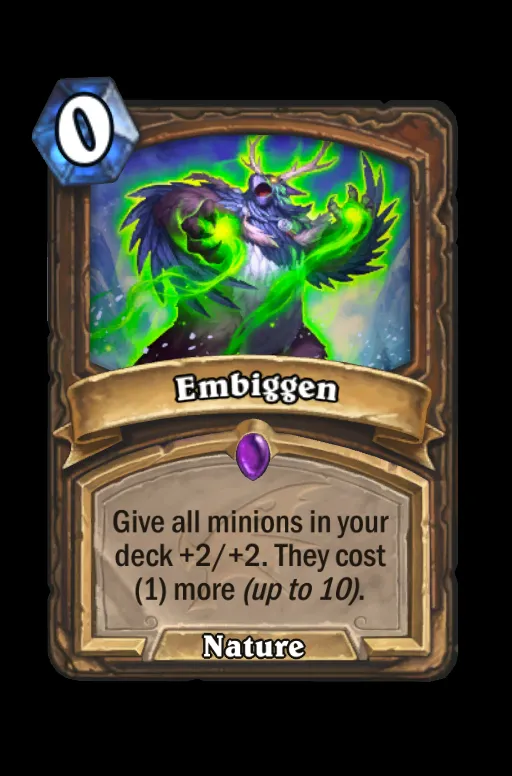 0
Embiggen
Give all minions in your
deck +2/+2. They cost
(1) more (up to 10).
Nature